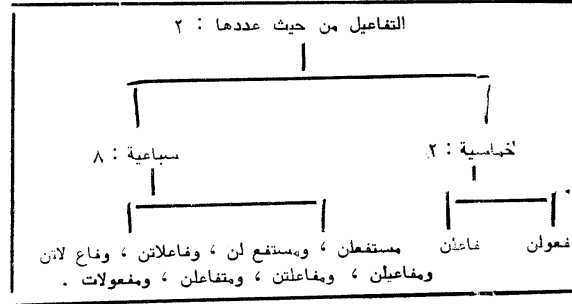 التفاعيل من حيث عددها : ٢
خماسية : ٢
سباعية : ٨
فعولن
فاعلن
مستفعلن ، ومستفع لن ، وفاعلاتن ، وفاع لاتن
ومفاعيلن ، ومفاعلتن ، ومتفاعلن ، ومفعولات .